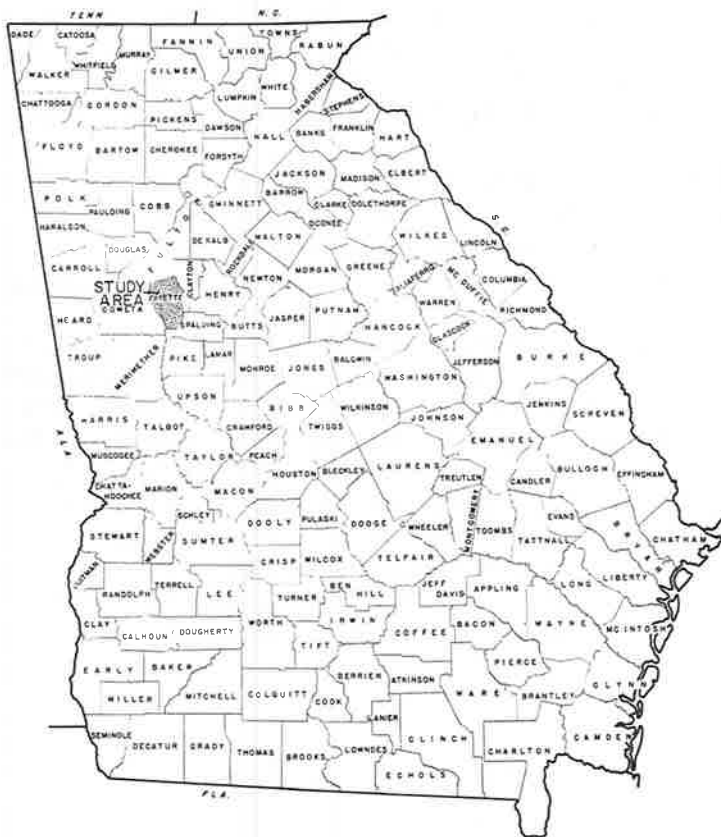 TENN N. C.
DADE CATOOSA FANNIN TOWNS RABUN
WHITFIELD MURRAY UNION
WALKER GILMER WHITE HABERSHAM STEPHENS
CHATTOOGA GORDON LUMPKIN
PICKENS DAWSON HALL BANKS FRANKLIN HART
FLOYD BARTOW CHEROKEE FORSYTH
JACKSON MADISON ELBERT
POLK PAULDING COBB FULTON GWINNETT BARROW CLARKE OGLETHORPE
HARALSON OCONEE
DOUGLAS DE KALB ROCKDALE WALTON WILKES LINCOLN
CARROLL CLAYTON NEWTON MORGAN GREENE TALIAFERRO MC DUFFIE COLUMBIA
STUDY AREA FAYETTE HENRY WARREN RICHMOND
HEARD COWETA SPALDING BUTTS JASPER PUTNAM HANCOCK GLASCOCK
TROUP MERIWETHER PIKE LAMAR MONROE JONES BALDWIN JEFFERSON BURKE
UPSON WASHINGTON
HARRIS TALBOT CRAWFORD BIBB TWIGGS WILKINSON JOHNSON JENKINS SCREVEN
ALA
MUSCOGEE TAYLOR PEACH EMANUEL
CHATTA-HOOCHEE MARION MACON HOUSTON BLECKLEY LAURENS TREUTLEN CANDLER BULLOCH EFFINGHAM
SCHLEY
STEWART WEBSTER SUMTER DOOLY PULASKI DODGE WHEELER MONTGOMERY TOOMBS TATTNALL EVANS BRYAN CHATHAM
CRISP WILCOX TELFAIR
RANDOLPH TERRELL LEE TURNER BEN HILL JEFF DAVIS APPLING LONG LIBERTY
CLAY CALHOUN DOUGHERTY WORTH TIFT IRWIN COFFEE BACON WAYNE MC INTOSH
EARLY BAKER PIERCE
MILLER MITCHELL COLQUITT COOK BERRIEN ATKINSON WARE BRANTLEY GLYNN
LANIER
SEMINOLE DECATUR GRADY THOMAS BROOKS LOWNDES CLINCH CHARLTON CAMDEN
ECHOLS
FLA.